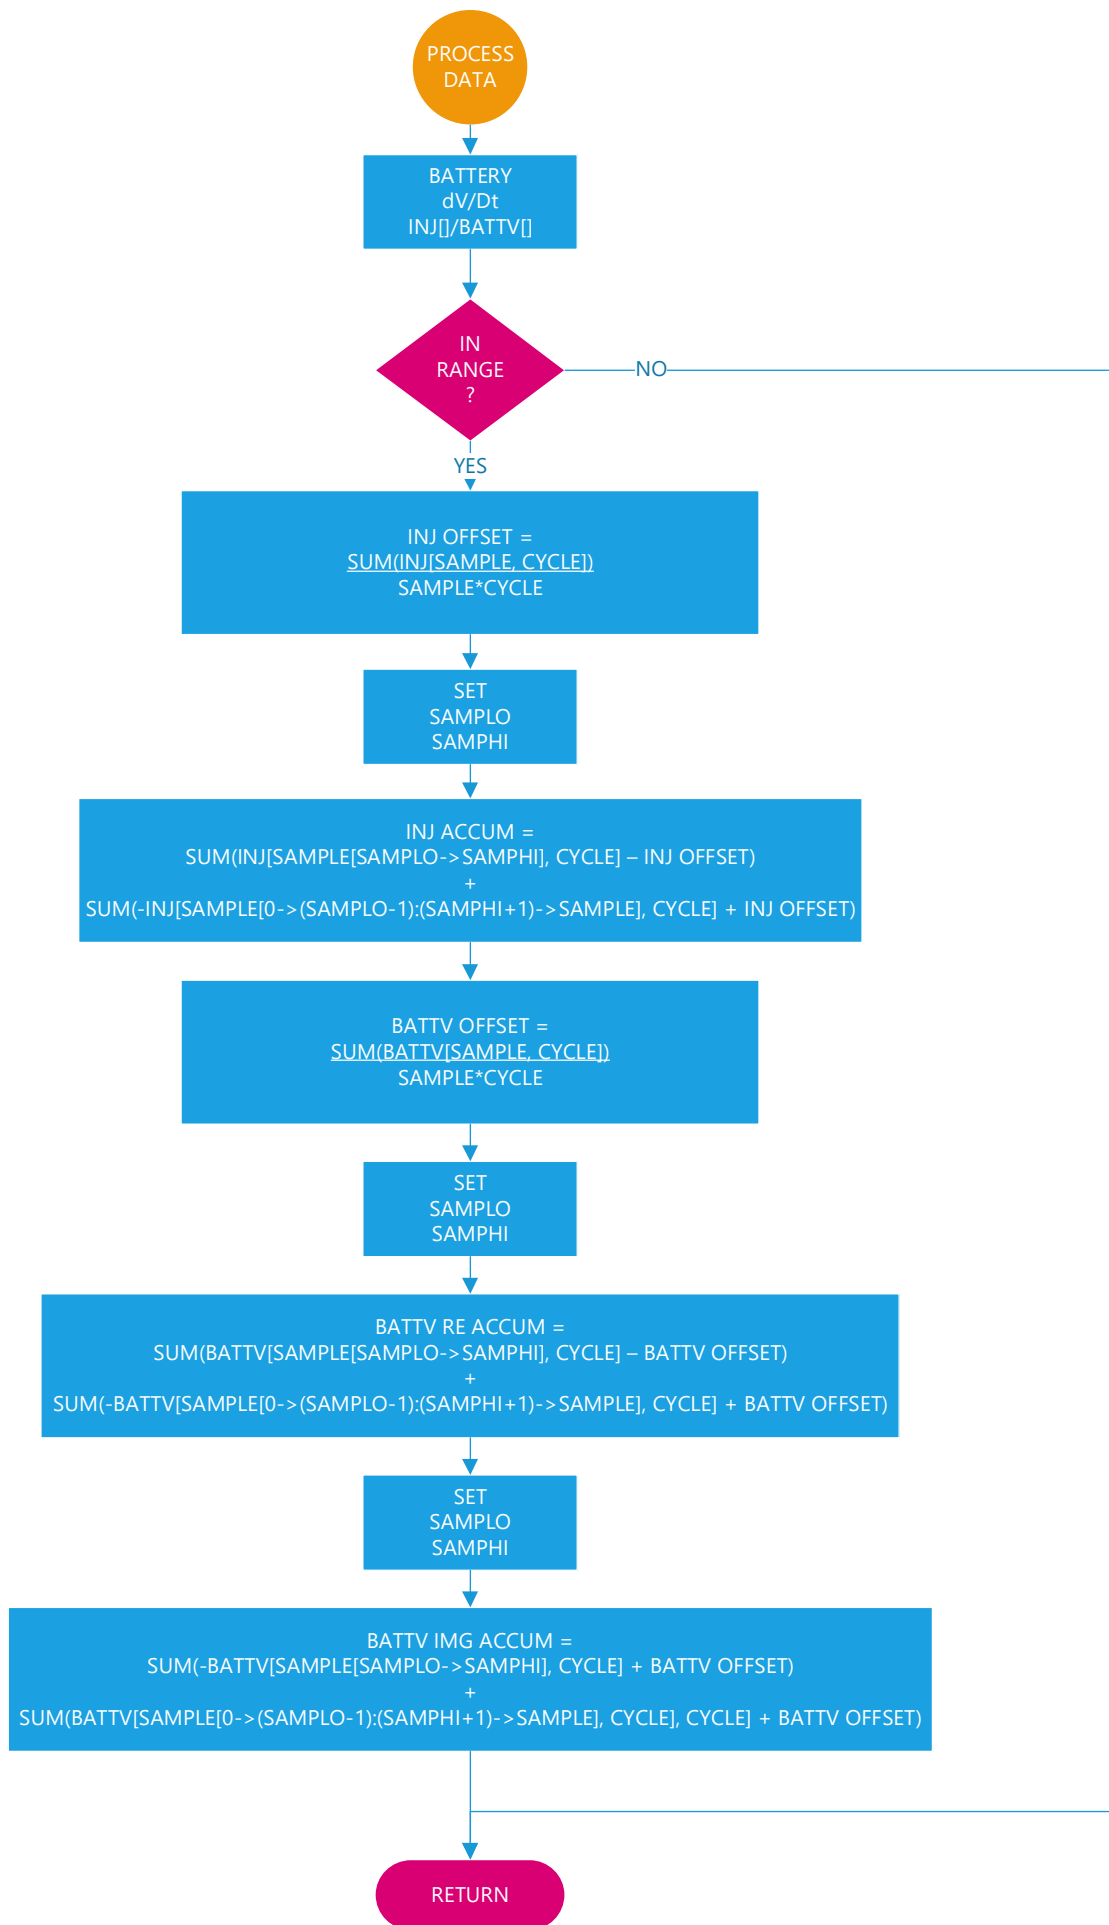 PROCESS
DATA
BATTERY
dV/Dt
INJ[]/BATTV[]
IN
RANGE
?
NO
YES
INJ OFFSET =
SUM(INJ[SAMPLE, CYCLE])
SAMPLE*CYCLE
SET
SAMPLO
SAMPHI
INJ ACCUM =
SUM(INJ[SAMPLE[SAMPLO->SAMPHI], CYCLE] – INJ OFFSET)
+
SUM(-INJ[SAMPLE[0->(SAMPLO-1):(SAMPHI+1)->SAMPLE], CYCLE] + INJ OFFSET)
BATTV OFFSET =
SUM(BATTV[SAMPLE, CYCLE])
SAMPLE*CYCLE
SET
SAMPLO
SAMPHI
BATTV RE ACCUM =
SUM(BATTV[SAMPLE[SAMPLO->SAMPHI], CYCLE] – BATTV OFFSET)
+
SUM(-BATTV[SAMPLE[0->(SAMPLO-1):(SAMPHI+1)->SAMPLE], CYCLE] + BATTV OFFSET)
SET
SAMPLO
SAMPHI
BATTV IMG ACCUM =
SUM(-BATTV[SAMPLE[SAMPLO->SAMPHI], CYCLE] + BATTV OFFSET)
+
SUM(BATTV[SAMPLE[0->(SAMPLO-1):(SAMPHI+1)->SAMPLE], CYCLE], CYCLE] + BATTV OFFSET)
RETURN